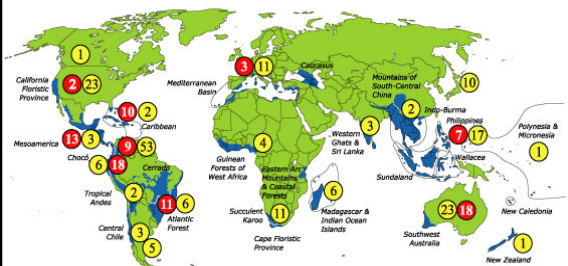 1
3
11
Caucasus
Mountains of
South-Central
China
10
California
Floristic
Province
2
23
Mediterranean
Basin
10
2
Caribbean
2
Indo-Burma
Philippines
7
17
Polynesia &
Micronesia
1
Mesoamerica
13
3
9
53
Chocó
6
18
Cerrado
4
Guinean
Forests of
West Africa
3
Western
Ghats &
Sri Lanka
Eastern Arc
Mountains
& Coastal
Forests
Sundaland
Wallacea
Tropical
Andes
2
11
6
Atlantic
Forest
6
Madagascar &
Indian Ocean
Islands
Succulent
Karoo
11
Cape Floristic
Province
23
18
Southwest
Australia
New Caledonia
Central
Chile
3
5
1
New Zealand